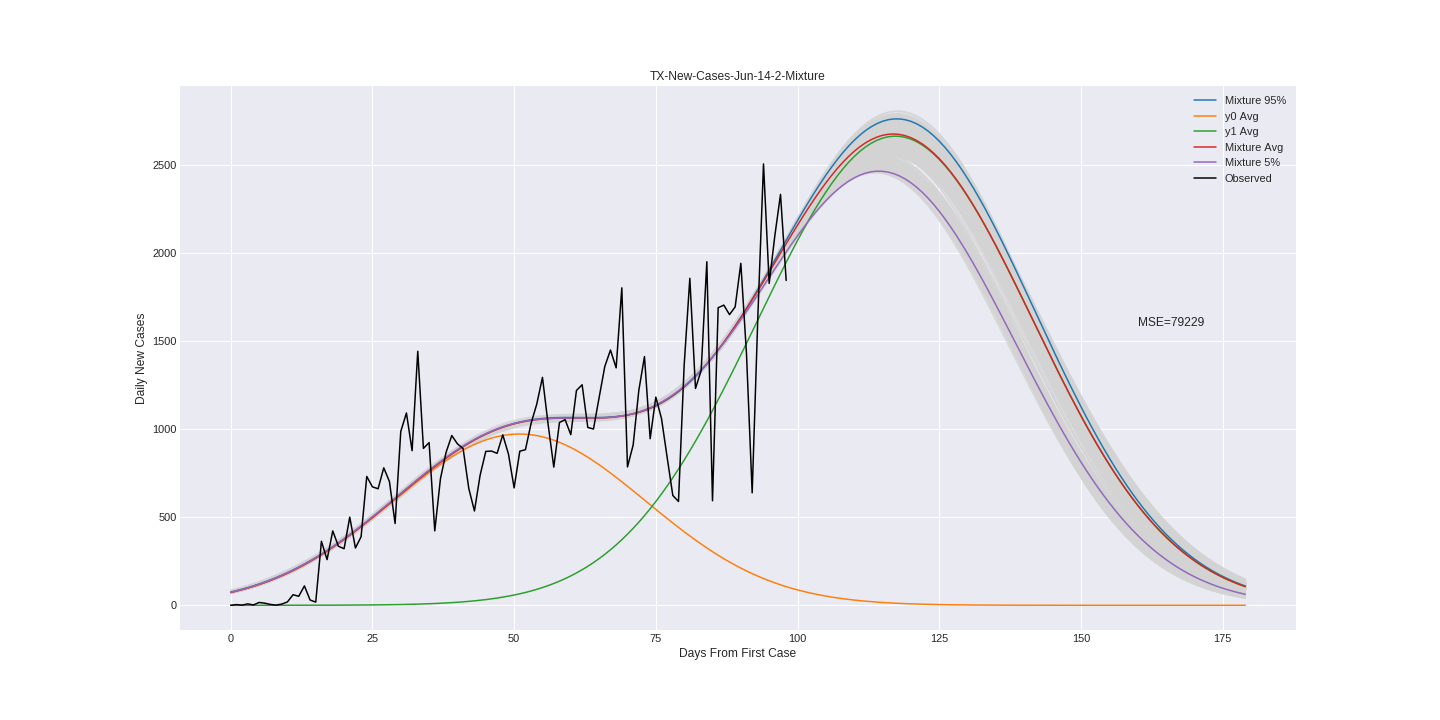 TX-New-Cases-Jun-14-2-Mixture
Mixture 95%
y0 Avg
y1 Avg
Mixture Avg
Mixture 5%
Observed
2500
2000
1500
1000
500
0
Daily New Cases
MSE=79229
0 25 50 75 100 125 150 175
Days From First Case